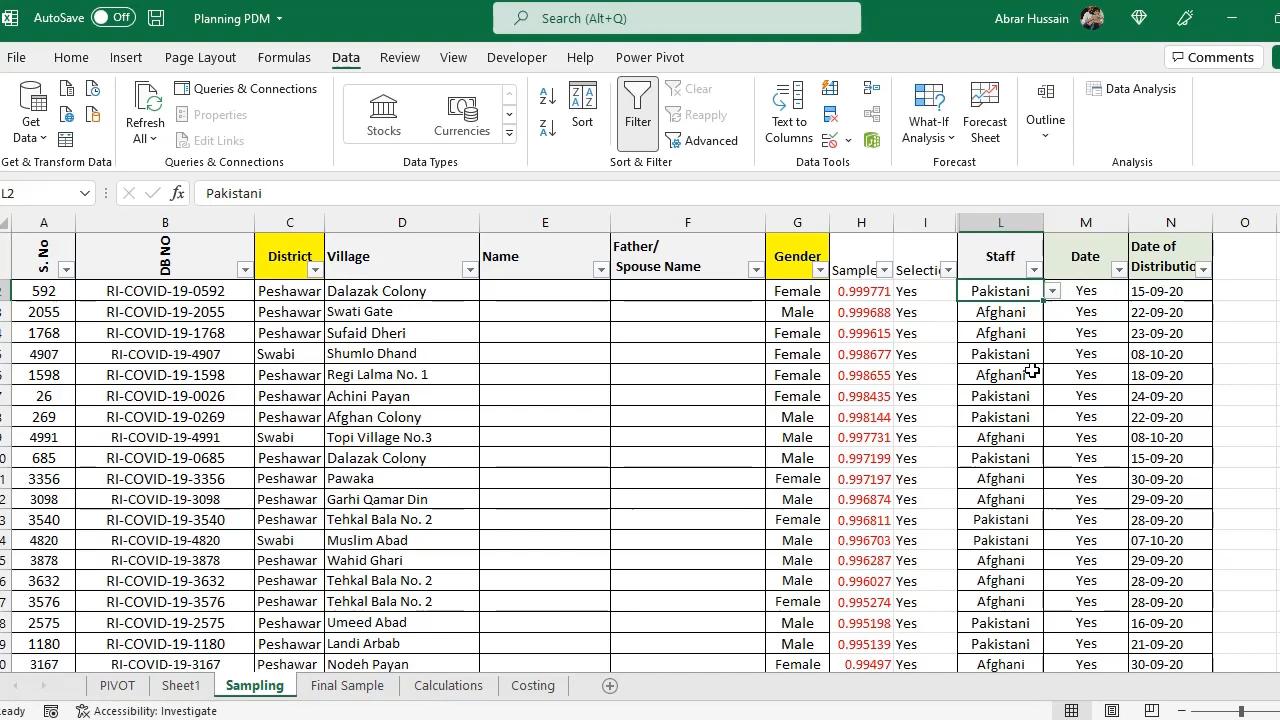 AutoSave Off Planning PDM Search (Alt+Q) Abrar Hussain
File Home Insert Page Layout Formulas Data Review View Developer Help Power Pivot Comments
Queries & Connections Clear Data Analysis
Properties Reapply
Edit Links Advanced
Get Data Refresh All Stocks Currencies Sort Filter Text to Columns What-If Analysis Forecast Sheet Outline
Get & Transform Data Queries & Connections Data Types Sort & Filter Data Tools Forecast Analysis
L2 fx Pakistani
A B C D E F G H I L M N O
S. No DB NO District Village Name Father/ Spouse Name Gender Sample Selectic Staff Date Date of Distributio
592 RI-COVID-19-0592 Peshawar Dalazak Colony Female 0.999771 Yes Pakistani Yes 15-09-20
2055 RI-COVID-19-2055 Peshawar Swati Gate Male 0.999688 Yes Afghani Yes 22-09-20
1768 RI-COVID-19-1768 Peshawar Sufaid Dheri Female 0.999615 Yes Afghani Yes 23-09-20
4907 RI-COVID-19-4907 Swabi Shumlo Dhand Female 0.998677 Yes Pakistani Yes 08-10-20
1598 RI-COVID-19-1598 Peshawar Regi Lalma No. 1 Female 0.998655 Yes Afghani Yes 18-09-20
26 RI-COVID-19-0026 Peshawar Achini Payan Female 0.998435 Yes Pakistani Yes 24-09-20
269 RI-COVID-19-0269 Peshawar Afghan Colony Male 0.998144 Yes Pakistani Yes 22-09-20
4991 RI-COVID-19-4991 Swabi Topi Village No.3 Male 0.997731 Yes Afghani Yes 08-10-20
685 RI-COVID-19-0685 Peshawar Dalazak Colony Male 0.997199 Yes Pakistani Yes 15-09-20
3356 RI-COVID-19-3356 Peshawar Pawaka Female 0.997197 Yes Afghani Yes 30-09-20
3098 RI-COVID-19-3098 Peshawar Garhi Qamar Din Male 0.996874 Yes Afghani Yes 29-09-20
3540 RI-COVID-19-3540 Peshawar Tehkal Bala No. 2 Female 0.996811 Yes Pakistani Yes 28-09-20
4820 RI-COVID-19-4820 Swabi Muslim Abad Male 0.996703 Yes Pakistani Yes 07-10-20
3878 RI-COVID-19-3878 Peshawar Wahid Ghari Male 0.996287 Yes Afghani Yes 29-09-20
3632 RI-COVID-19-3632 Peshawar Tehkal Bala No. 2 Male 0.996027 Yes Afghani Yes 28-09-20
3576 RI-COVID-19-3576 Peshawar Tehkal Bala No. 2 Female 0.995274 Yes Afghani Yes 28-09-20
2575 RI-COVID-19-2575 Peshawar Umeed Abad Male 0.995198 Yes Pakistani Yes 16-09-20
1180 RI-COVID-19-1180 Peshawar Landi Arbab Male 0.995139 Yes Pakistani Yes 21-09-20
3167 RI-COVID-19-3167 Peshawar Nodeh Payan Female 0.99497 Yes Afghani Yes 30-09-20
PIVOT Sheet1 Sampling Final Sample Calculations Costing
eady Accessibility: Investigate